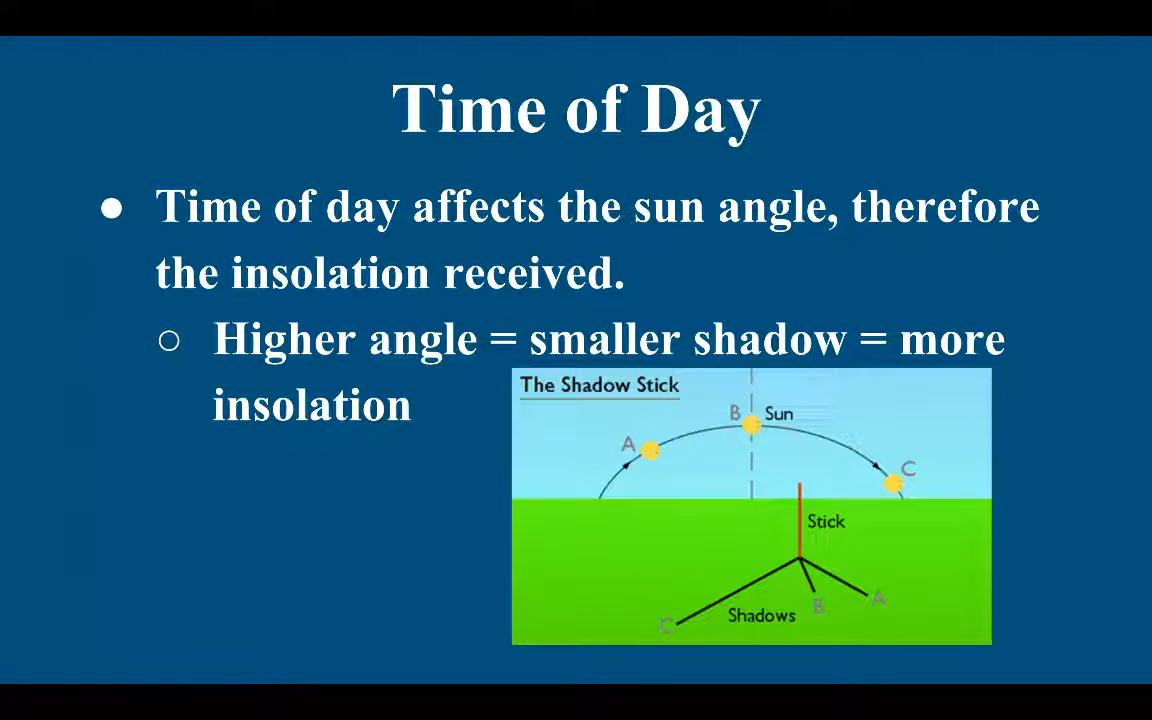 Time of Day
● Time of day affects the sun angle, therefore
the insolation received.
○ Higher angle = smaller shadow = more
insolation
The Shadow Stick
B Sun
A
C
Stick
A
B
Shadows
C